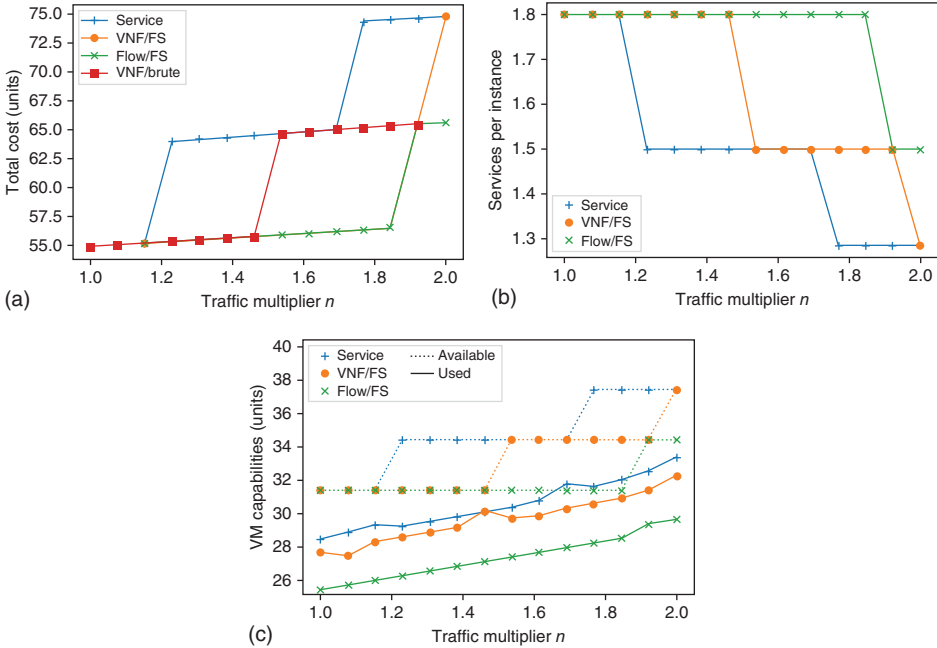 75.0
72.5
70.0
67.5
65.0
62.5
60.0
57.5
55.0
Total cost (units)
Service
VNF/FS
Flow/FS
VNF/brute
1.0 1.2 1.4 1.6 1.8 2.0
Traffic multiplier n
(a)
1.8
1.7
1.6
1.5
1.4
1.3
Services per instance
Service
VNF/FS
Flow/FS
1.0 1.2 1.4 1.6 1.8 2.0
Traffic multiplier n
(b)
40
38
36
34
32
30
28
26
VM capabilities (units)
Service
VNF/FS
Flow/FS
Available
Used
1.0 1.2 1.4 1.6 1.8 2.0
Traffic multiplier n
(c)